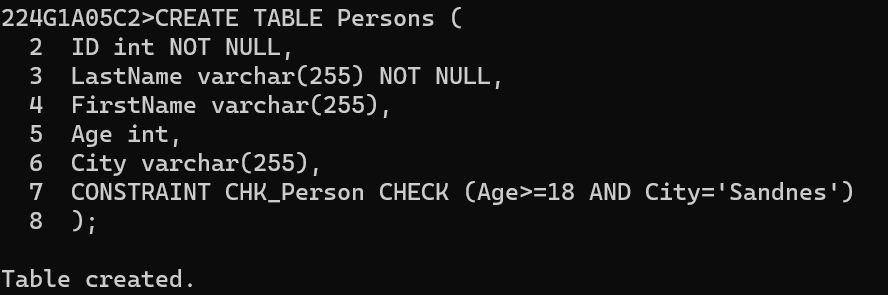 224G1A05C2>CREATE TABLE Persons (
  2  ID int NOT NULL,
  3  LastName varchar(255) NOT NULL,
  4  FirstName varchar(255),
  5  Age int,
  6  City varchar(255),
  7  CONSTRAINT CHK_Person CHECK (Age>=18 AND City='Sandnes')
  8  );
Table created.